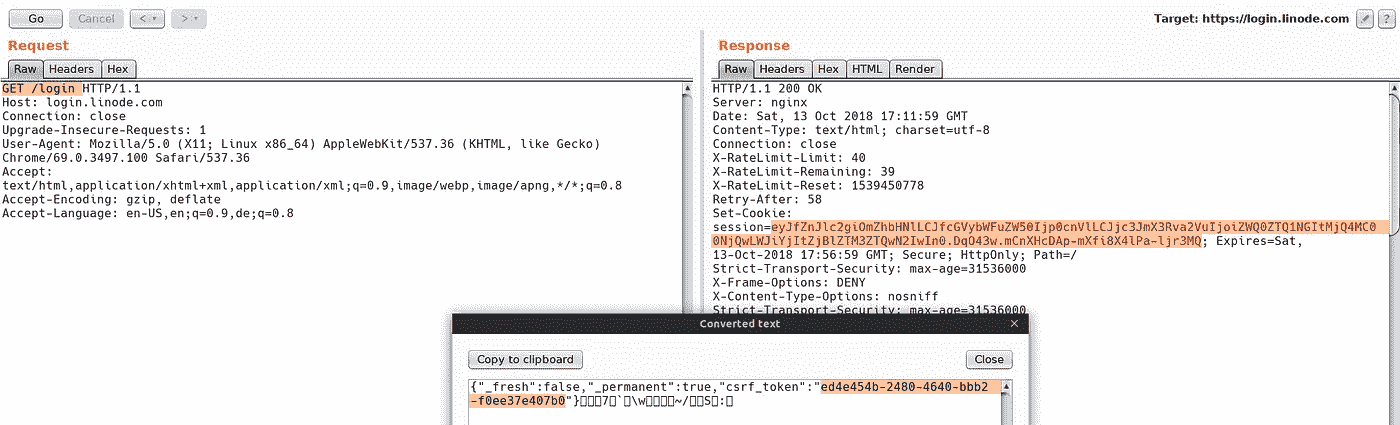 Go Cancel < > Target: https://login.linode.com ?
Request
Raw Headers Hex
GET /login HTTP/1.1
Host: login.linode.com
Connection: close
Upgrade-Insecure-Requests: 1
User-Agent: Mozilla/5.0 (X11; Linux x86_64) AppleWebKit/537.36 (KHTML, like Gecko)
Chrome/69.0.3497.100 Safari/537.36
Accept:
text/html,application/xhtml+xml,application/xml;q=0.9,image/webp,image/apng,*/*;q=0.8
Accept-Encoding: gzip, deflate
Accept-Language: en-US,en;q=0.9,de;q=0.8
Response
Raw Headers Hex HTML Render
HTTP/1.1 200 OK
Server: nginx
Date: Sat, 13 Oct 2018 17:11:59 GMT
Content-Type: text/html; charset=utf-8
Connection: close
X-RateLimit-Limit: 40
X-RateLimit-Remaining: 39
X-RateLimit-Reset: 1539450778
Retry-After: 58
Set-Cookie:
session=eyJfZnJlc2giOmZhbHNlLCJfcGVybWFuZW50Ijp0cnVlLCJjc3JmX3Rva2VuIjoiZWQ0ZTQ1NGItMjQ4MC0
0NjQwLWJiYjItZjBlZTM3ZTQwN2IwIn0.DqO43w.mCnXHcDAp-mXfi8X4lPa-ljr3MQ; Expires=Sat,
13-Oct-2018 17:56:59 GMT; Secure; HttpOnly; Path=/
Strict-Transport-Security: max-age=31536000
X-Frame-Options: DENY
X-Content-Type-Options: nosniff
Strict-Transport-Security: max-age=31536000
Converted text
Copy to clipboard Close
{"_fresh":false,"_permanent":true,"csrf_token":"ed4e454b-2480-4640-bbb2
-f0ee37e407b0"}□□□7□`□\w□□□□~/□□S□:□